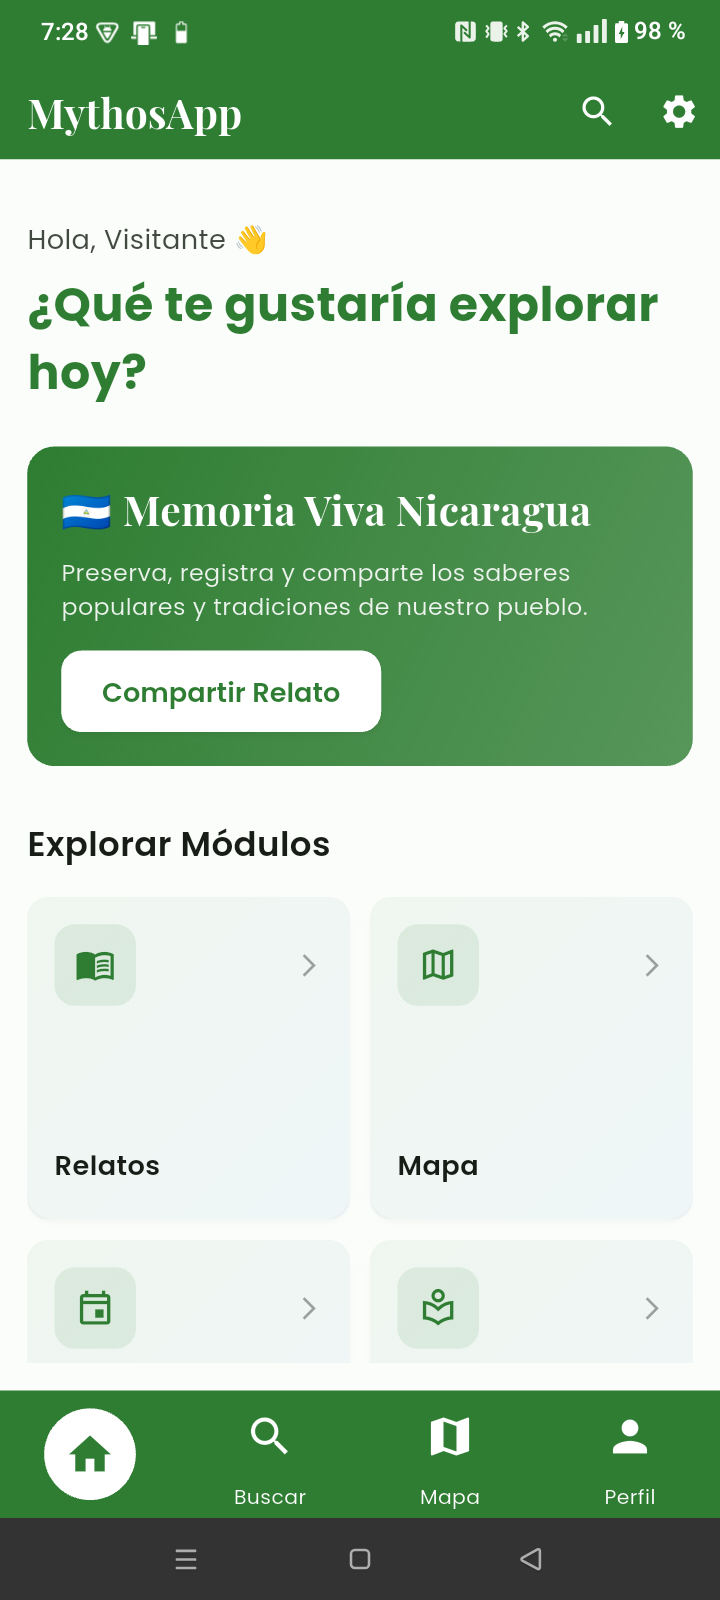 7:28
98 %
MythosApp
Hola, Visitante 👋
¿Qué te gustaría explorar
hoy?
🇳🇮 Memoria Viva Nicaragua
Preserva, registra y comparte los saberes
populares y tradiciones de nuestro pueblo.
Compartir Relato
Explorar Módulos
Relatos
Mapa
Buscar
Mapa
Perfil